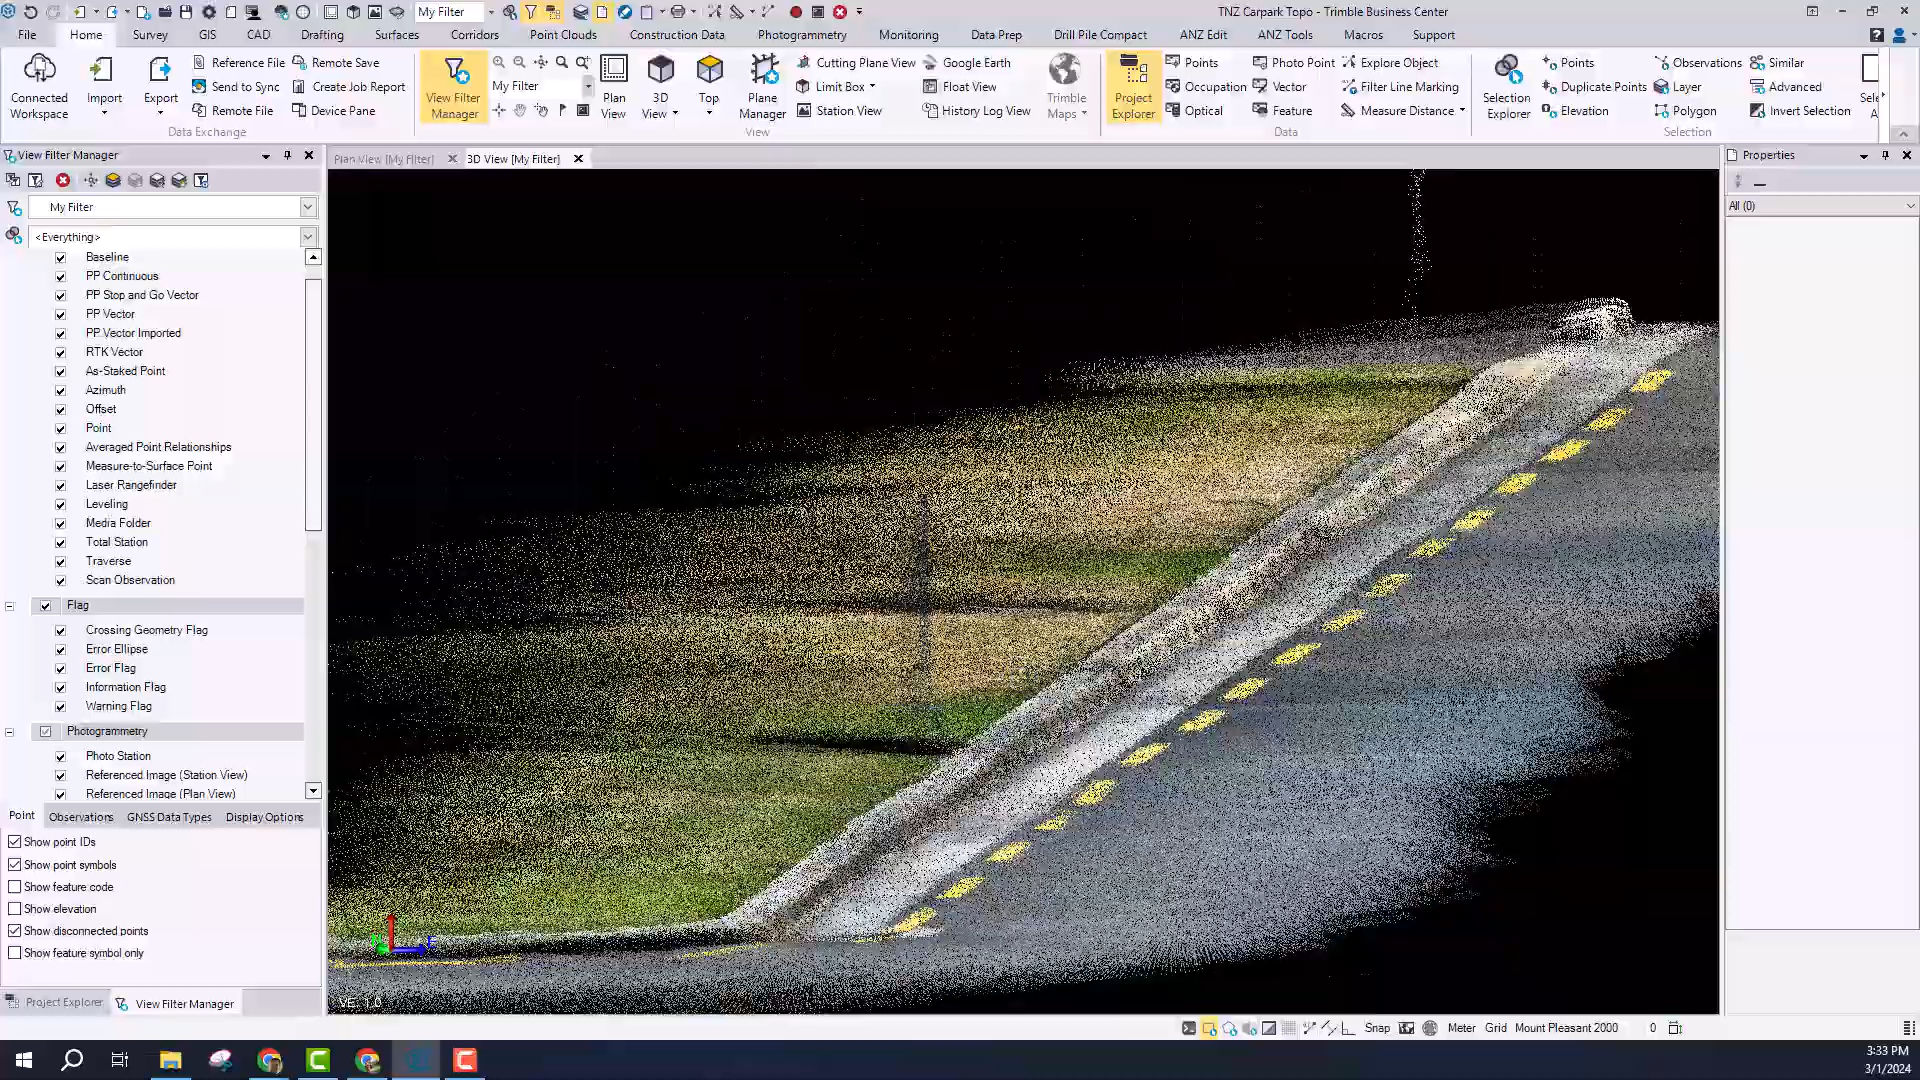 My Filter
TNZ Carpark Topo - Trimble Business Center
File Home Survey GIS CAD Drafting Surfaces Corridors Point Clouds Construction Data Photogrammetry Monitoring Data Prep Drill Pile Compact ANZ Edit ANZ Tools Macros Support
Connected Workspace
Import
Export
Reference File
Send to Sync
Remote File
Remote Save
Create Job Report
Device Pane
Data Exchange
View Filter Manager
My Filter
Plan View
3D View
Top
Plane Manager
Cutting Plane View
Limit Box
Station View
Google Earth
Float View
History Log View
View
Trimble Maps
Project Explorer
Points
Occupation
Optical
Photo Point
Vector
Feature
Explore Object
Filter Line Marking
Measure Distance
Data
Selection Explorer
Points
Duplicate Points
Elevation
Observations
Layer
Polygon
Similar
Advanced
Invert Selection
Selection
View Filter Manager
Plan View [My Filter]
3D View [My Filter]
Properties
My Filter
All (0)
<Everything>
Baseline
PP Continuous
PP Stop and Go Vector
PP Vector
PP Vector Imported
RTK Vector
As-Staked Point
Azimuth
Offset
Point
Averaged Point Relationships
Measure-to-Surface Point
Laser Rangefinder
Leveling
Media Folder
Total Station
Traverse
Scan Observation
Flag
Crossing Geometry Flag
Error Ellipse
Error Flag
Information Flag
Warning Flag
Photogrammetry
Photo Station
Referenced Image (Station View)
Referenced Image (Plan View)
Point Observations GNSS Data Types Display Options
Show point IDs
Show point symbols
Show feature code
Show elevation
Show disconnected points
Show feature symbol only
VE: 1.0
Project Explorer View Filter Manager
Snap Meter Grid Mount Pleasant 2000 0
3:33 PM
3/1/2024